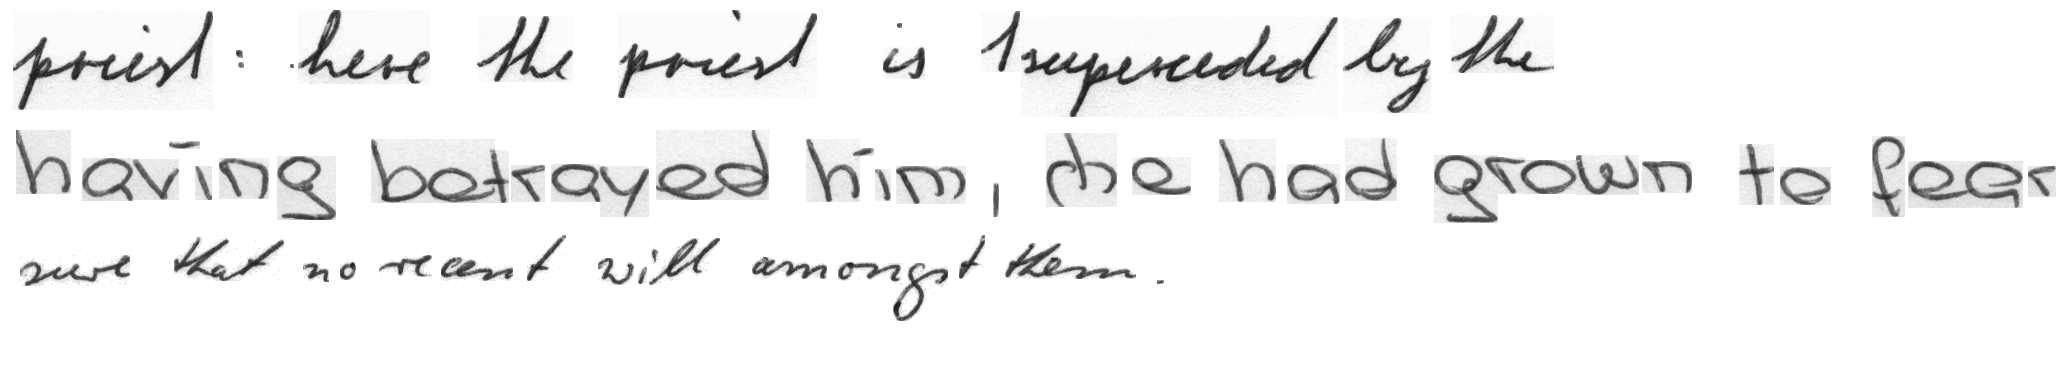 priest : here the priest is superceded by the
having betrayed him, she had grown to fear
sure that no recent will amongst them.